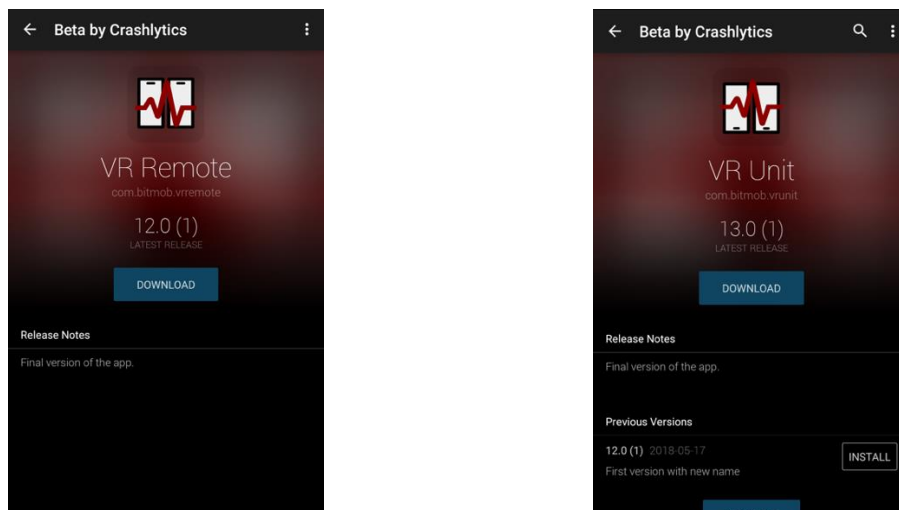 Beta by Crashlytics
VR Remote
com.bitmob.vrremote
12.0 (1)
LATEST RELEASE
DOWNLOAD
Release Notes
Final version of the app.
Beta by Crashlytics
VR Unit
com.bitmob.vrunit
13.0 (1)
LATEST RELEASE
DOWNLOAD
Release Notes
Final version of the app.
Previous Versions
12.0 (1) 2018-05-17
INSTALL
First version with new name